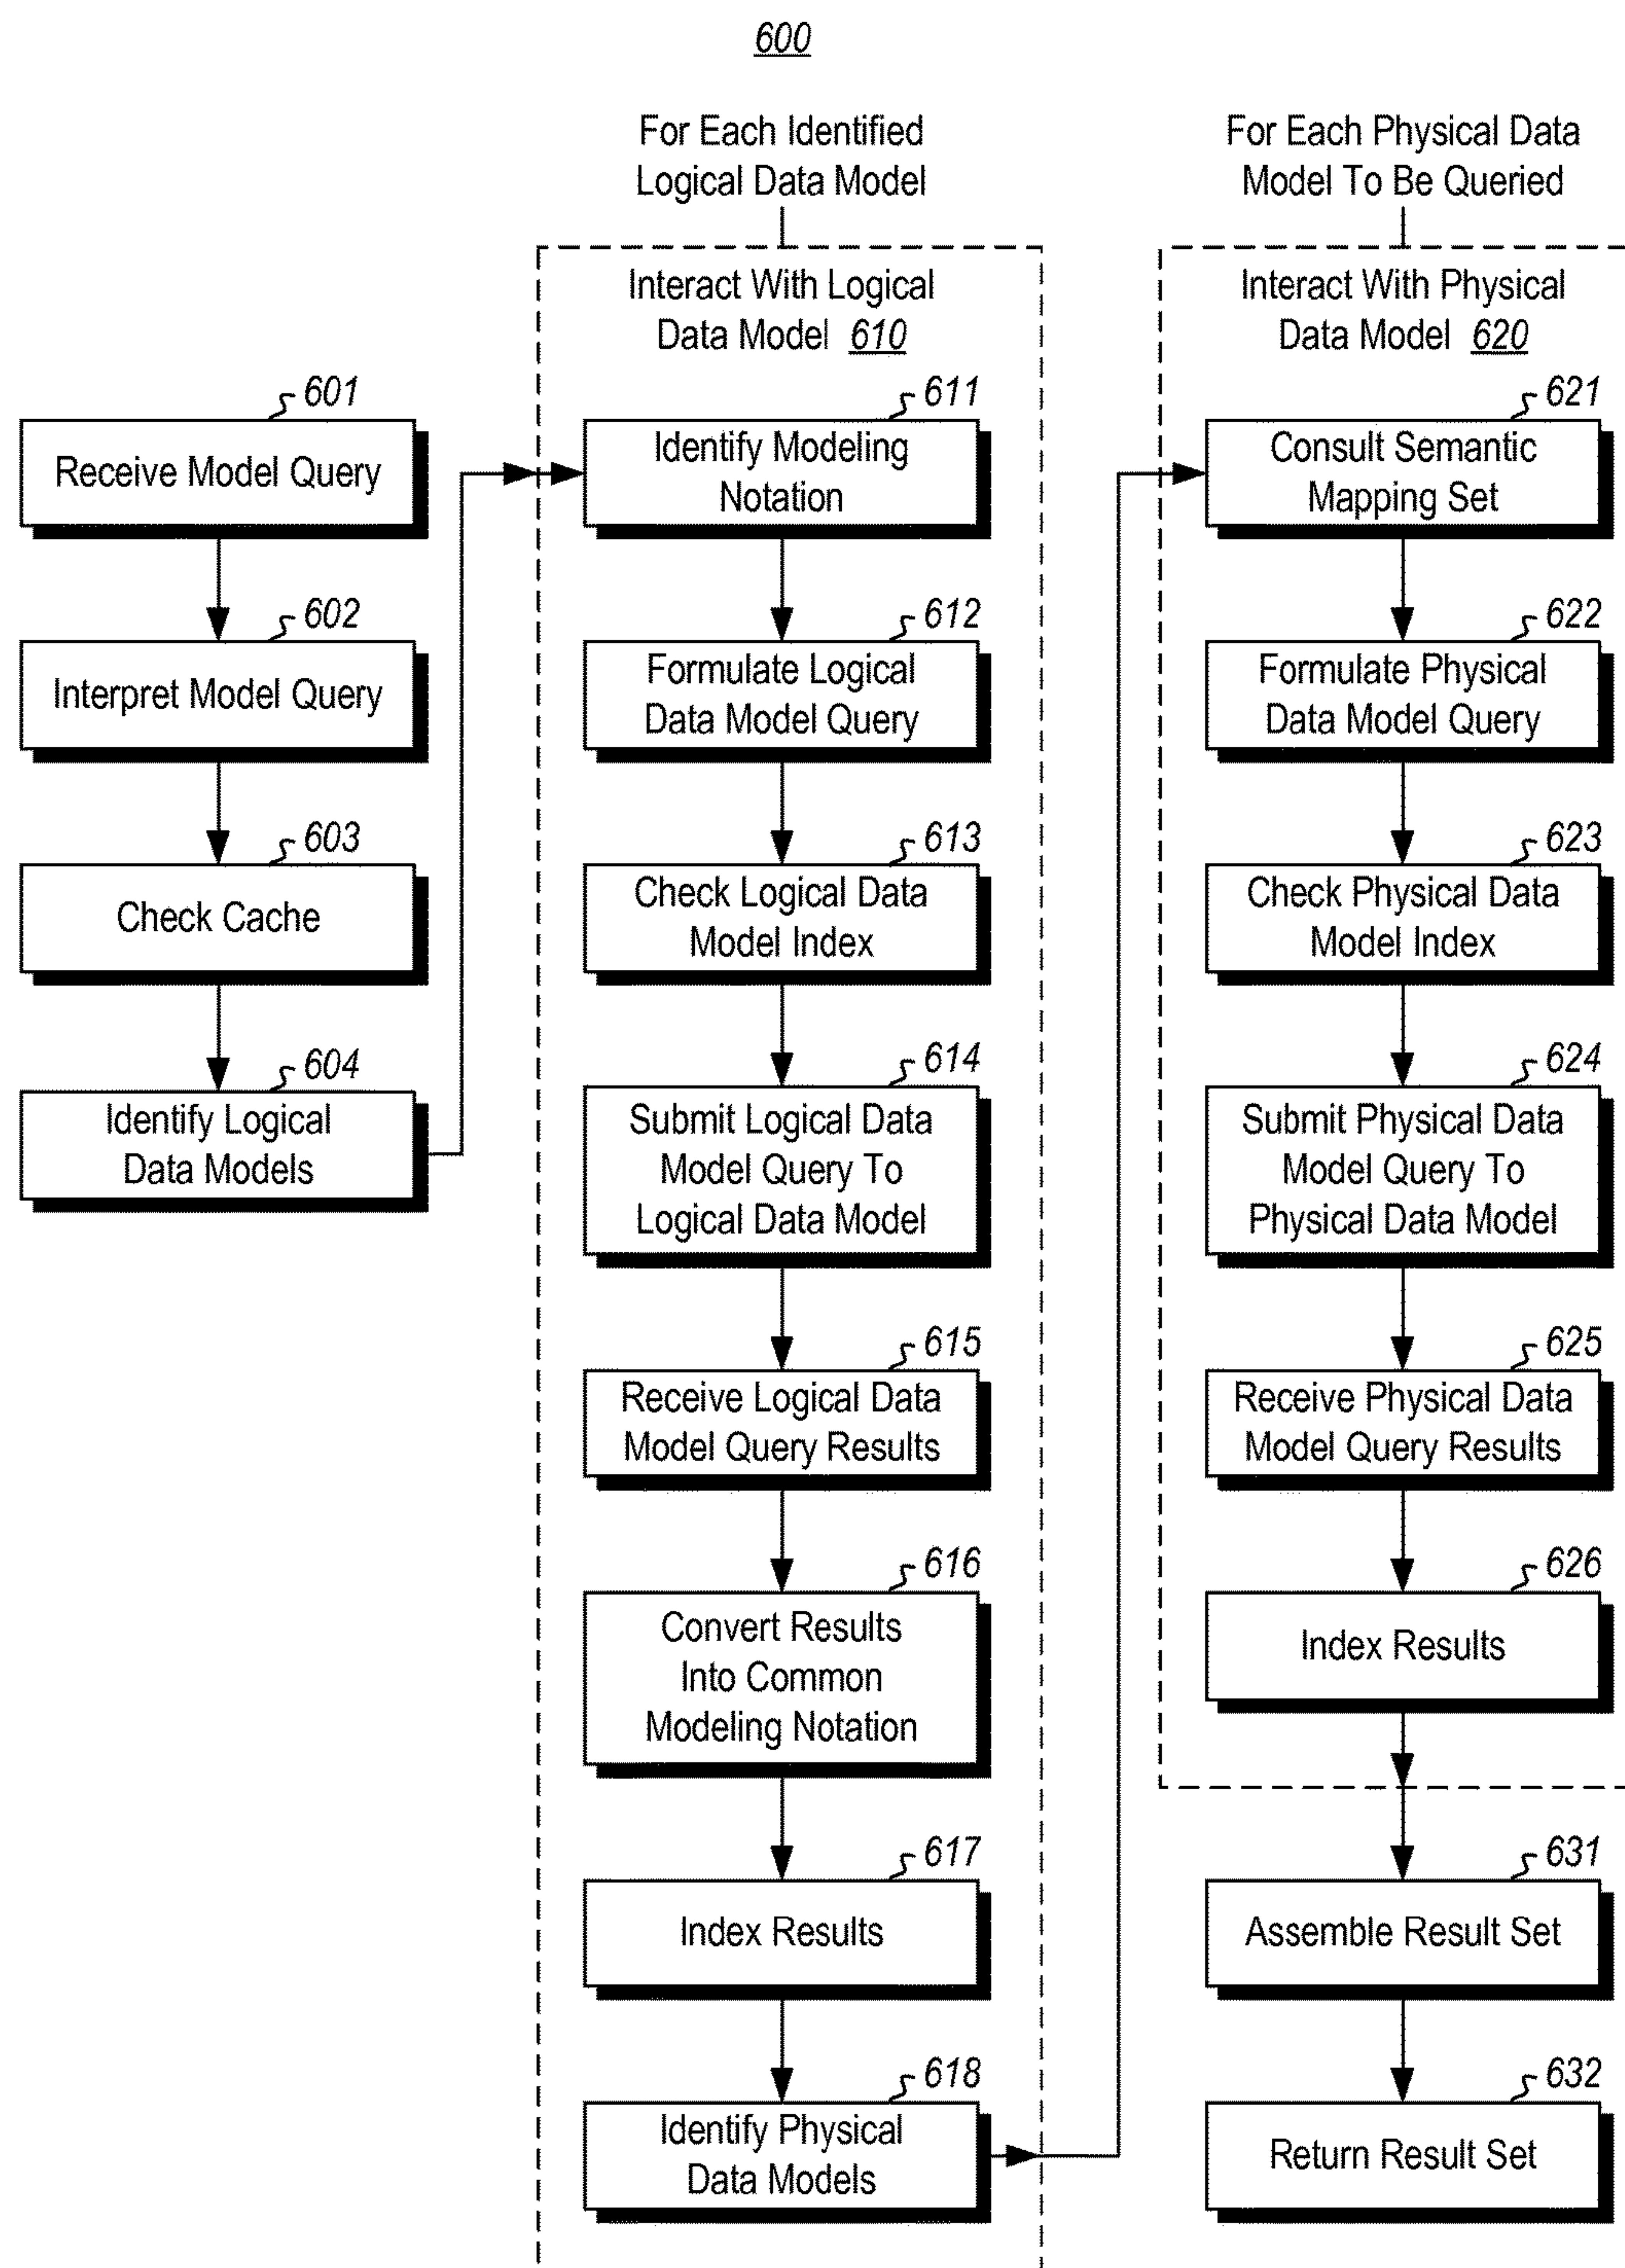 600
For Each Identified
Logical Data Model
For Each Physical Data
Model To Be Queried
601
Receive Model Query
602
Interpret Model Query
603
Check Cache
604
Identify Logical
Data Models
Interact With Logical
Data Model 610
611
Identify Modeling
Notation
612
Formulate Logical
Data Model Query
613
Check Logical Data
Model Index
614
Submit Logical Data
Model Query To
Logical Data Model
615
Receive Logical Data
Model Query Results
616
Convert Results
Into Common
Modeling Notation
617
Index Results
618
Identify Physical
Data Models
Interact With Physical
Data Model 620
621
Consult Semantic
Mapping Set
622
Formulate Physical
Data Model Query
623
Check Physical Data
Model Index
624
Submit Physical Data
Model Query To
Physical Data Model
625
Receive Physical Data
Model Query Results
626
Index Results
631
Assemble Result Set
632
Return Result Set